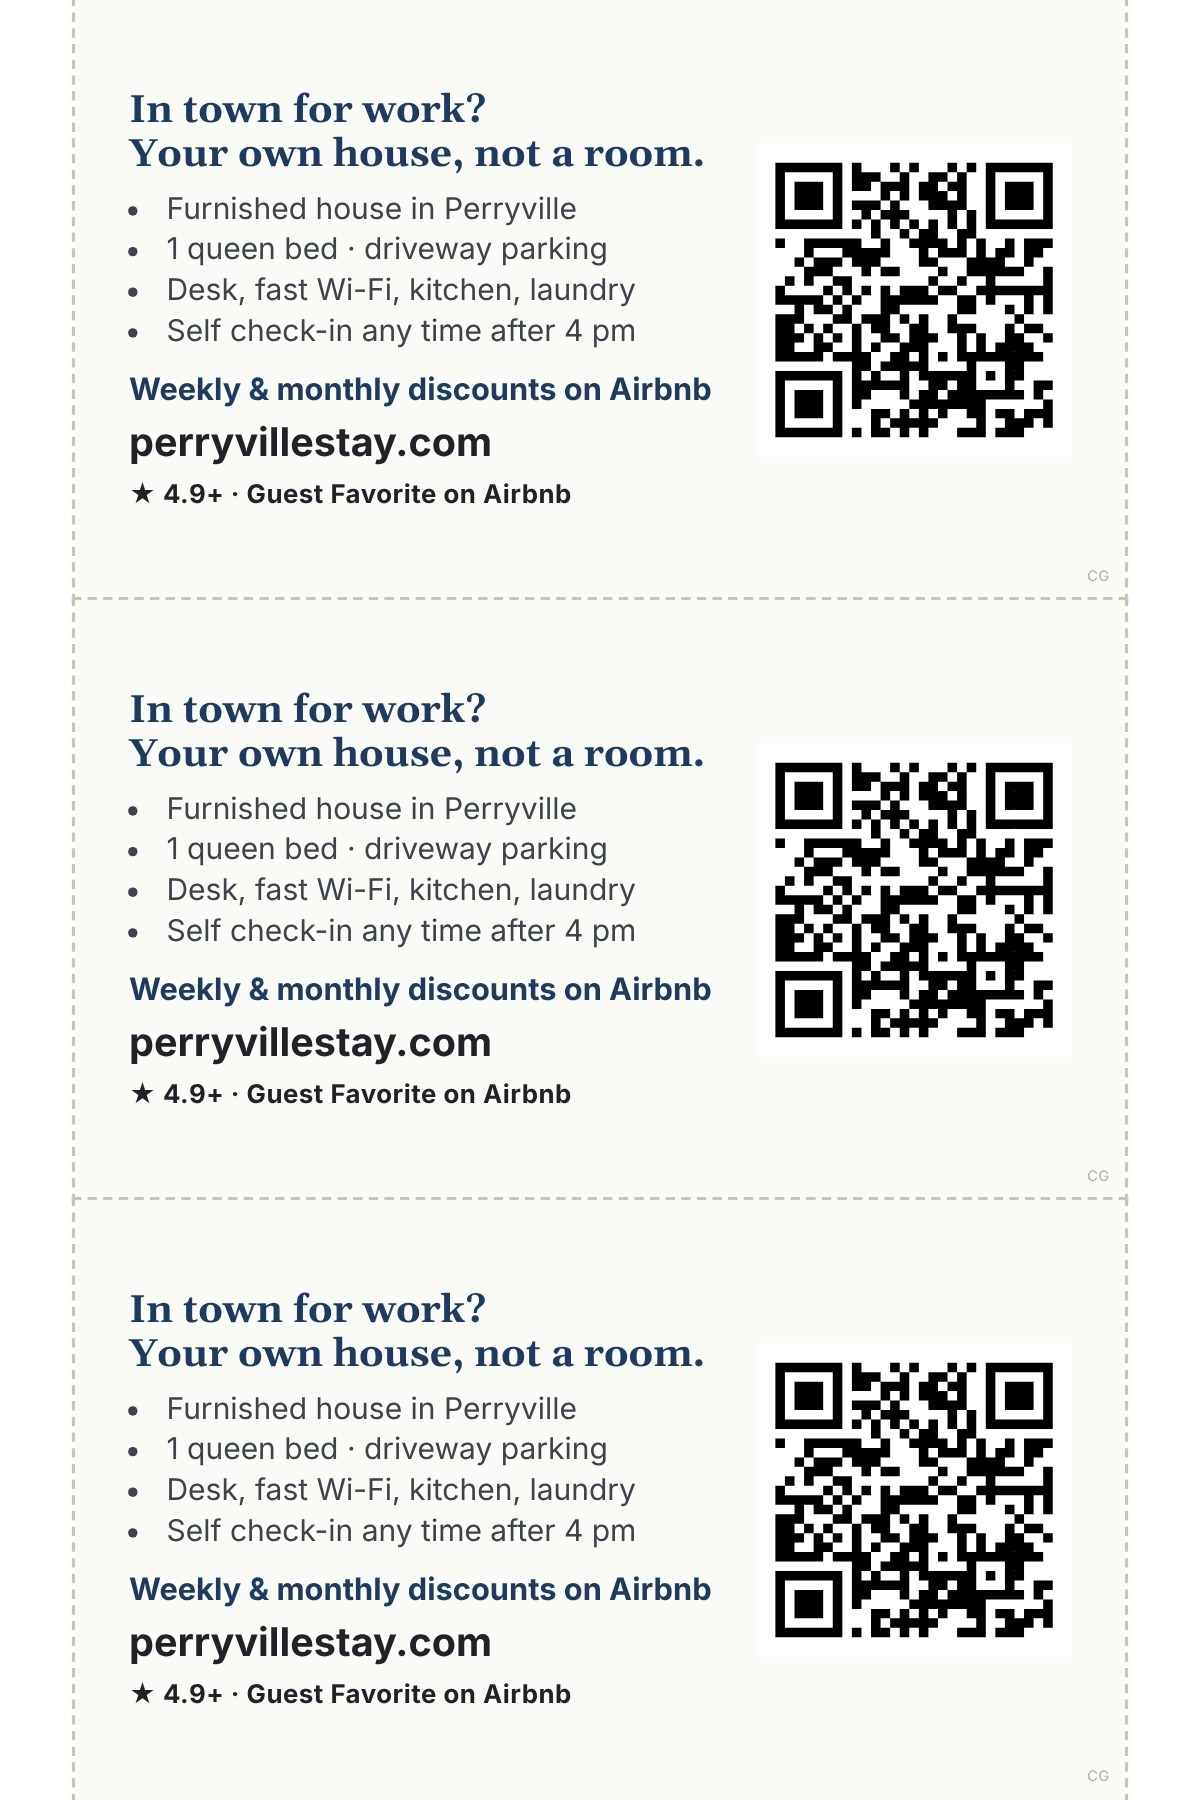 In town for work?
Your own house, not a room.
• Furnished house in Perryville
• 1 queen bed · driveway parking
• Desk, fast Wi-Fi, kitchen, laundry
• Self check-in any time after 4 pm
Weekly & monthly discounts on Airbnb
perryvillestay.com
★ 4.9+ · Guest Favorite on Airbnb
CG
In town for work?
Your own house, not a room.
• Furnished house in Perryville
• 1 queen bed · driveway parking
• Desk, fast Wi-Fi, kitchen, laundry
• Self check-in any time after 4 pm
Weekly & monthly discounts on Airbnb
perryvillestay.com
★ 4.9+ · Guest Favorite on Airbnb
CG
In town for work?
Your own house, not a room.
• Furnished house in Perryville
• 1 queen bed · driveway parking
• Desk, fast Wi-Fi, kitchen, laundry
• Self check-in any time after 4 pm
Weekly & monthly discounts on Airbnb
perryvillestay.com
★ 4.9+ · Guest Favorite on Airbnb
CG